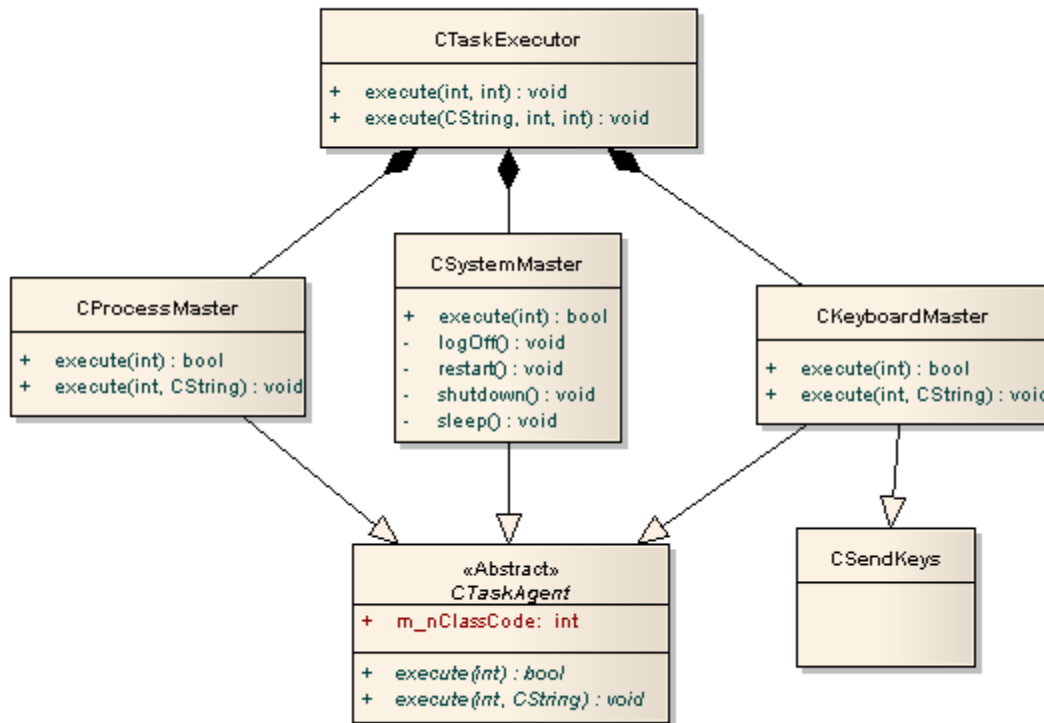 CTaskExecutor
+ execute(int, int) : void
+ execute(CString, int, int) : void
CProcessMaster
+ execute(int) : bool
+ execute(int, CString) : void
CSystemMaster
+ execute(int) : bool
- logOff() : void
- restart() : void
- shutdown() : void
- sleep() : void
CKeyboardMaster
+ execute(int) : bool
+ execute(int, CString) : void
«Abstract»
CTaskAgent
+ m_nClassCode: int
+ execute(int) : bool
+ execute(int, CString) : void
CSendKeys